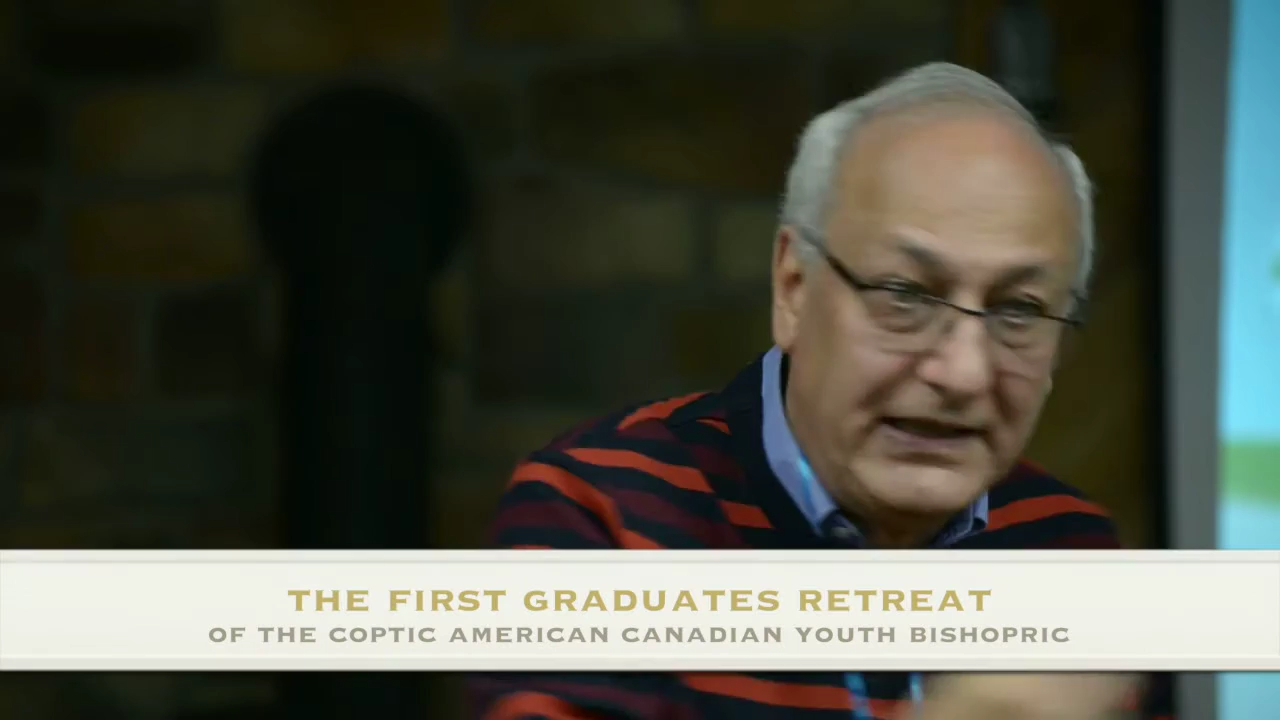 THE FIRST GRADUATES RETREAT
OF THE COPTIC AMERICAN CANADIAN YOUTH BISHOPRIC